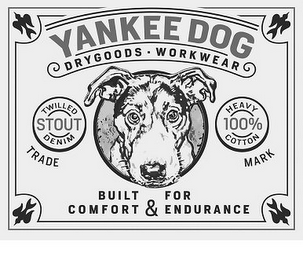 YANKEE DOG
DRYGOODS · WORKWEAR
TWILLED
STOUT
DENIM
HEAVY
100%
COTTON
TRADE
MARK
BUILT FOR
COMFORT & ENDURANCE